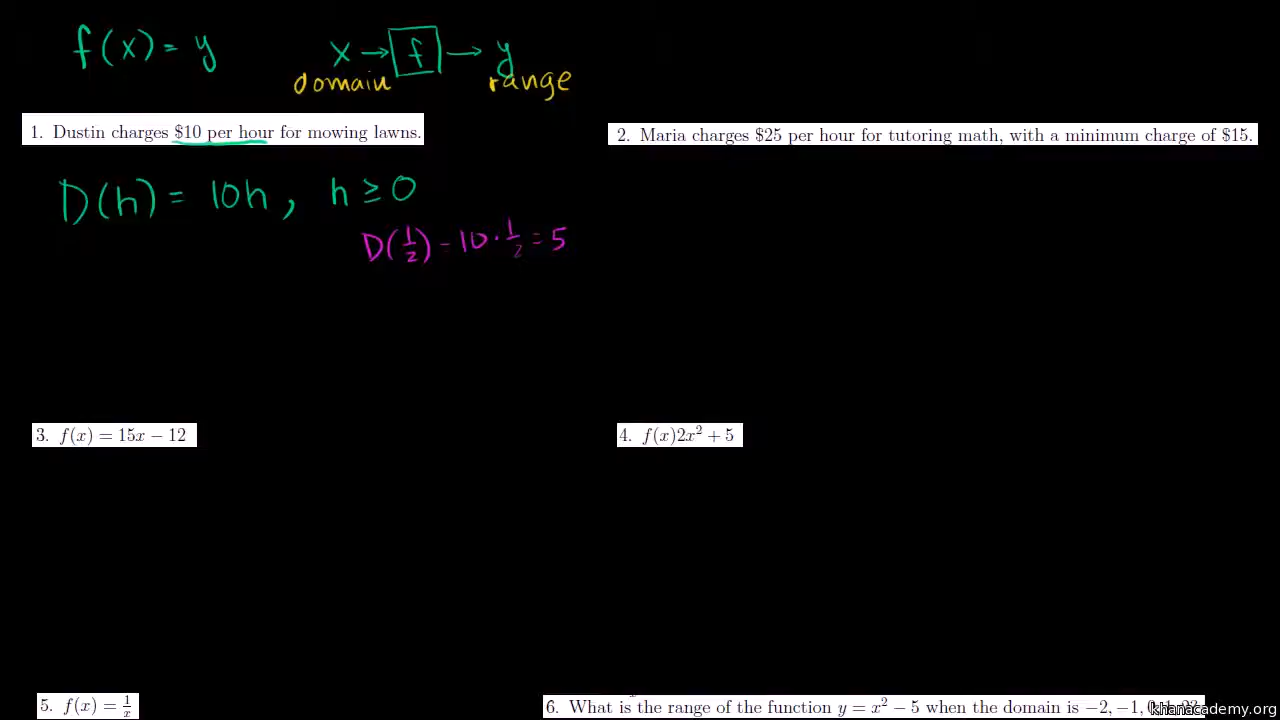 f(x) = y
x → f → y
domain range
1. Dustin charges $10 per hour for mowing lawns.
2. Maria charges $25 per hour for tutoring math, with a minimum charge of $15.
D(h) = 10h, h ≥ 0
D(1/2) = 10 · 1/2 = 5
3. f(x) = 15x − 12
4. f(x)2x² + 5
5. f(x) = 1/x
6. What is the range of the function y = x² − 5 when the domain is −2, −1,
khanacademy.org